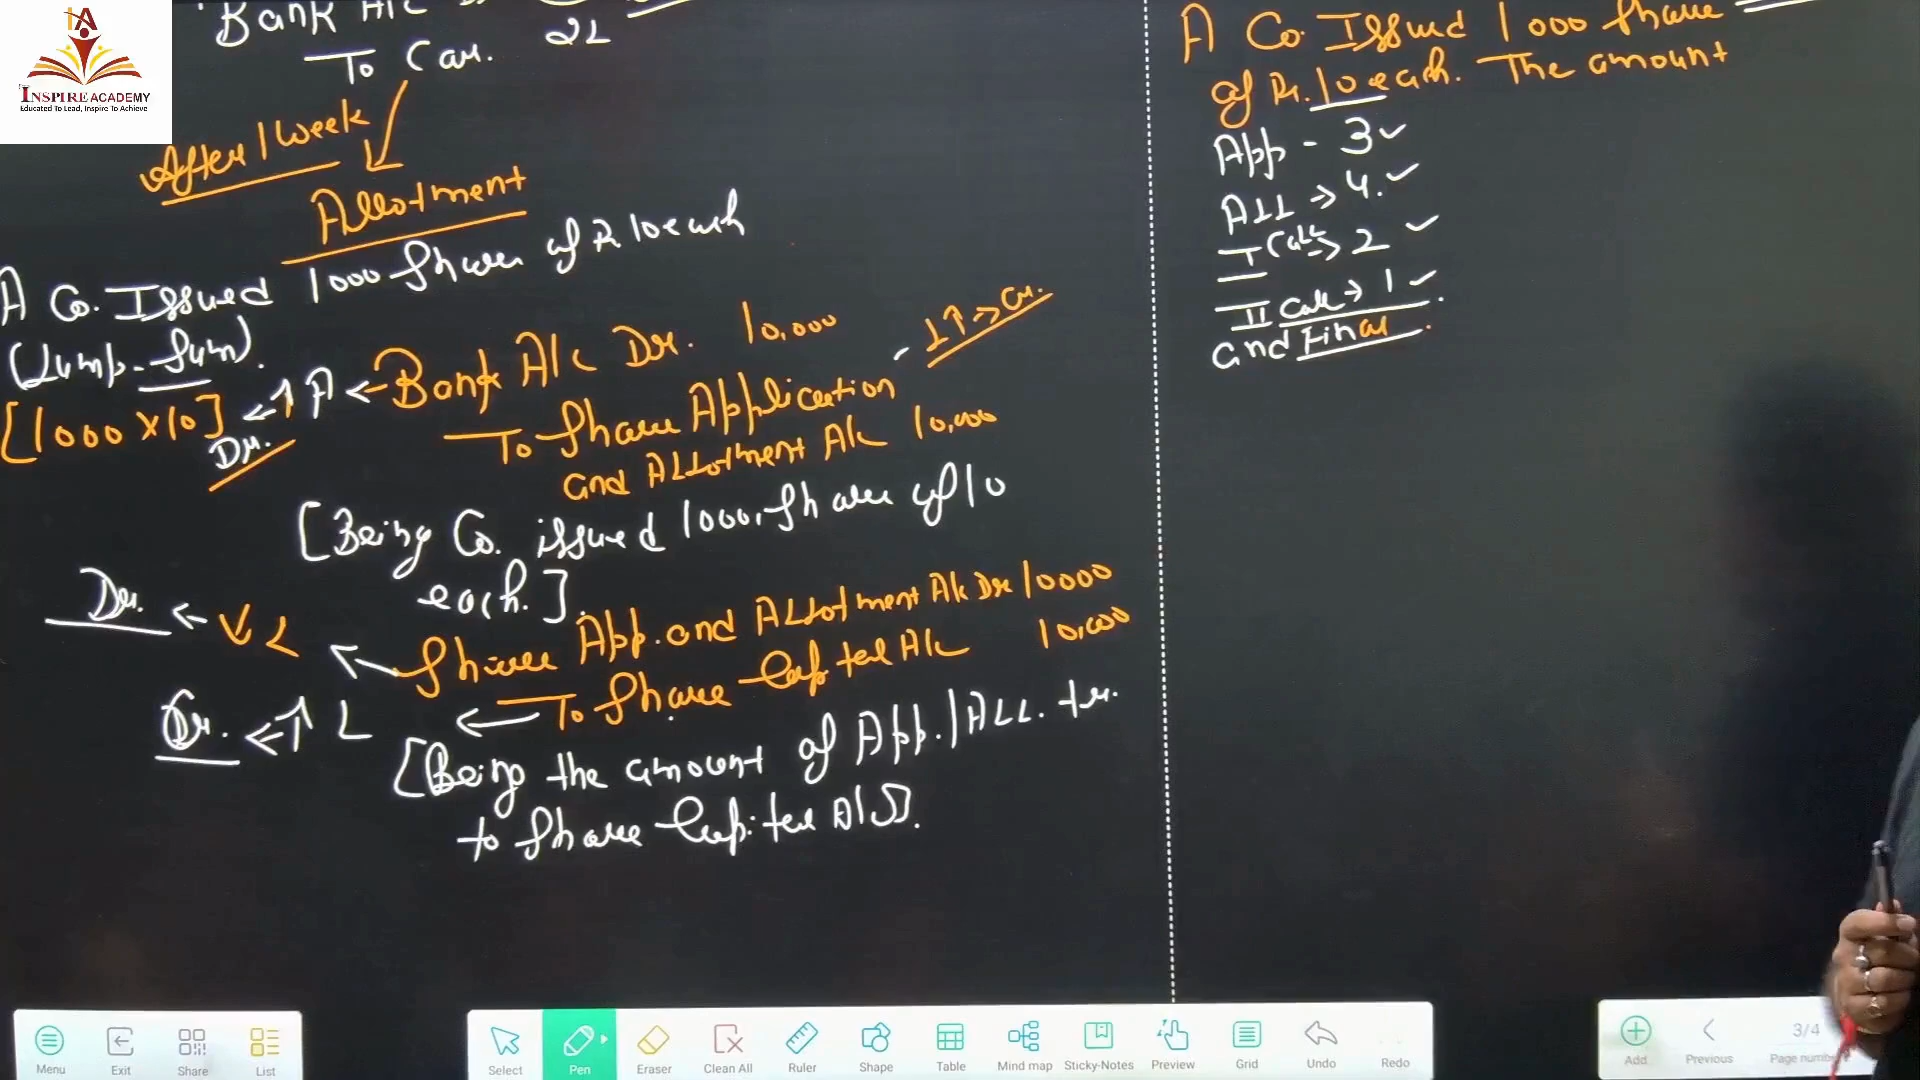 IA
INSPIRE ACADEMY
Educated To Lead, Inspire To Achieve
Bank A/c
To Car. 2L
After 1 week
Allotment
A Co. Issued 1000 Shares of Rs 10 each
(Lump-Sum).
[1000 x 10] ← ↑ A ← Bank A/c Dr. 10,000
Dr.
To Share Application - L↑ → Cr.
and Allotment A/c 10,000
[Being Co. issued 1000 Share of 10
each.]
Dr. ← ↓ L ← Share App. and Allotment A/c Dr 10000
Cr. ← ↑ L ← To Share Capital A/c 10,000
[Being the amount of App./ALL. tr.
to Share Capital A/c].
A Co. Issued 1000 Share
of Rs. 10 each. The amount
App - 3 ✓
ALL → 4. ✓
I Call → 2 ✓
II Call → 1 ✓
and Final
Menu
Exit
Share
List
Select
Pen
Eraser
Clean All
Ruler
Shape
Table
Mind map
Sticky-Notes
Preview
Grid
Undo
Redo
Add
Previous
3/4